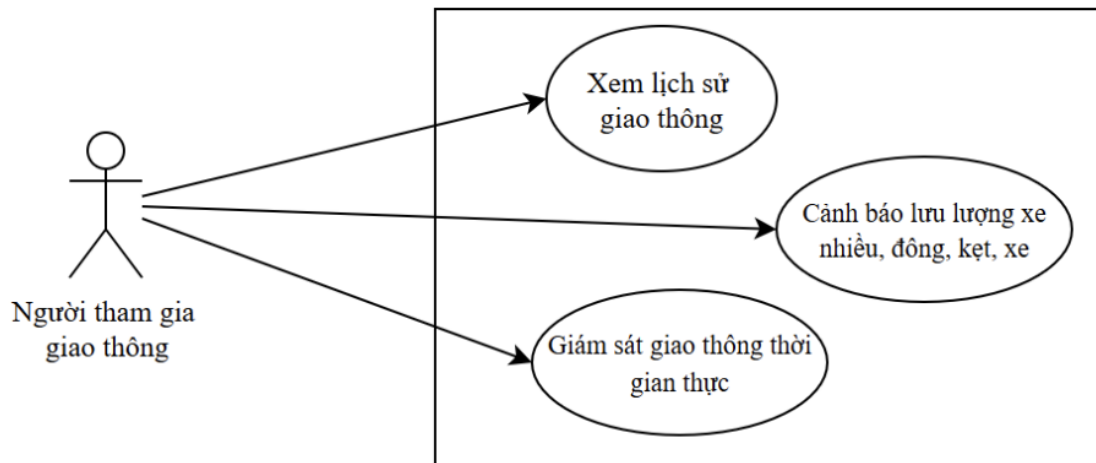 Xem lịch sử
giao thông
Cảnh báo lưu lượng xe
nhiều, đông, kẹt, xe
Người tham gia
giao thông
Giám sát giao thông thời
gian thực